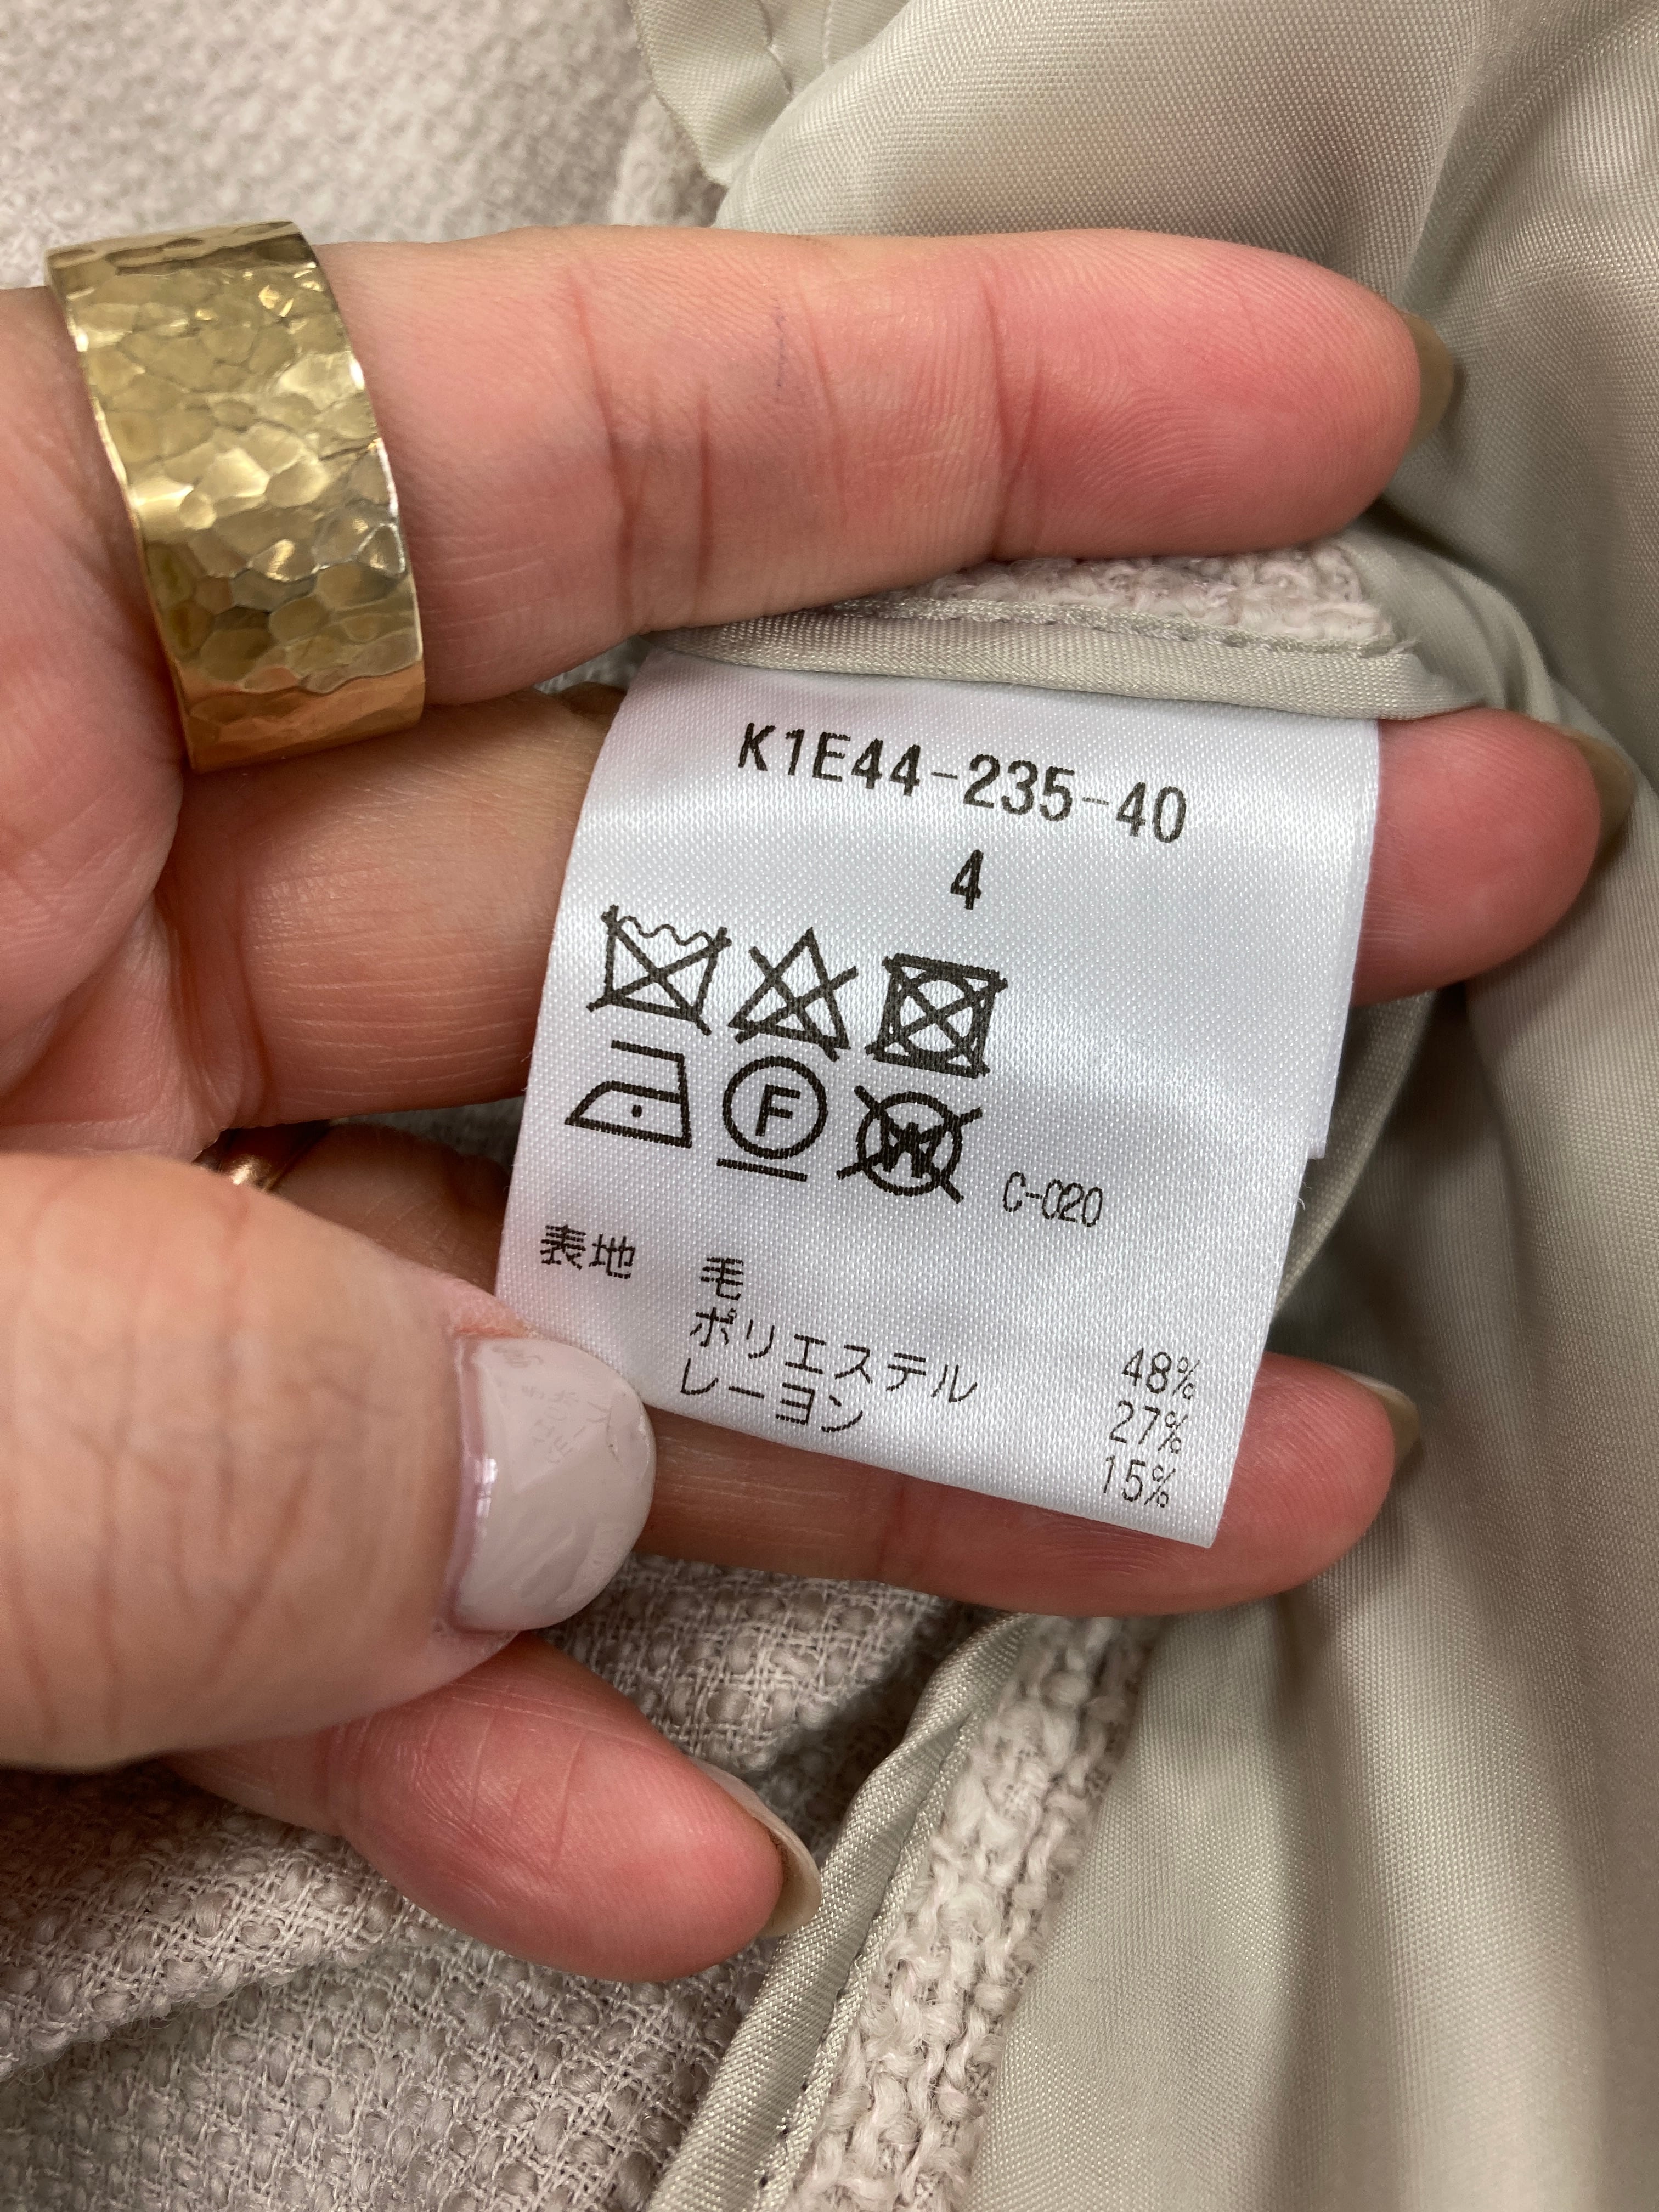 K1E44-235-40
4
F
W
C-020
表地 毛 48%
ポリエステル 27%
レーヨン 15%